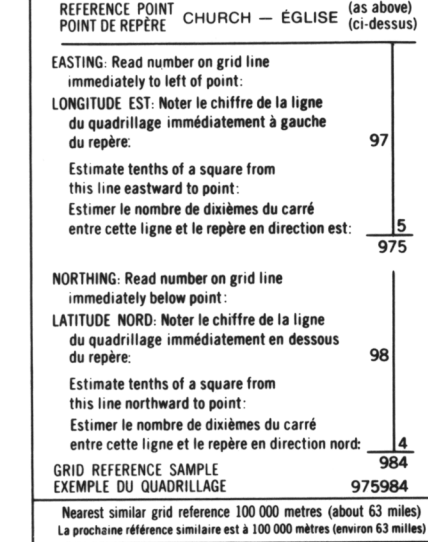 REFERENCE POINT CHURCH — ÉGLISE (as above)
POINT DE REPÈRE (ci-dessus)
EASTING: Read number on grid line
immediately to left of point:
LONGITUDE EST: Noter le chiffre de la ligne
du quadrillage immédiatement à gauche
du repère: 97
Estimate tenths of a square from
this line eastward to point:
Estimer le nombre de dixièmes du carré
entre cette ligne et le repère en direction est: 5
975
NORTHING: Read number on grid line
immediately below point:
LATITUDE NORD: Noter le chiffre de la ligne
du quadrillage immédiatement en dessous
du repère: 98
Estimate tenths of a square from
this line northward to point:
Estimer le nombre de dixièmes du carré
entre cette ligne et le repère en direction nord: 4
984
GRID REFERENCE SAMPLE
EXEMPLE DU QUADRILLAGE 975984
Nearest similar grid reference 100 000 metres (about 63 miles)
La prochaine référence similaire est à 100 000 mètres (environ 63 milles)